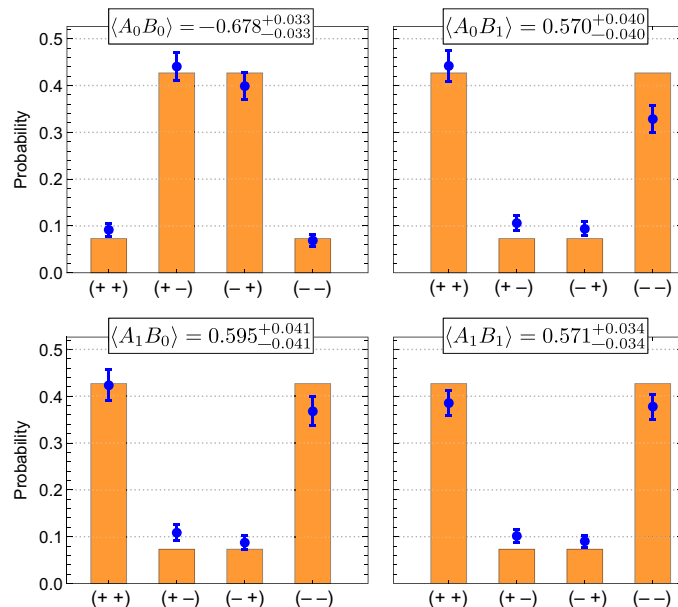 ⟨A₀B₀⟩ = −0.678 +0.033 −0.033
⟨A₀B₁⟩ = 0.570 +0.040 −0.040
0.5
0.4
0.3
0.2
0.1
0.0
Probability
(+ +) (+ −) (− +) (− −)
(+ +) (+ −) (− +) (− −)
⟨A₁B₀⟩ = 0.595 +0.041 −0.041
⟨A₁B₁⟩ = 0.571 +0.034 −0.034
0.5
0.4
0.3
0.2
0.1
0.0
Probability
(+ +) (+ −) (− +) (− −)
(+ +) (+ −) (− +) (− −)